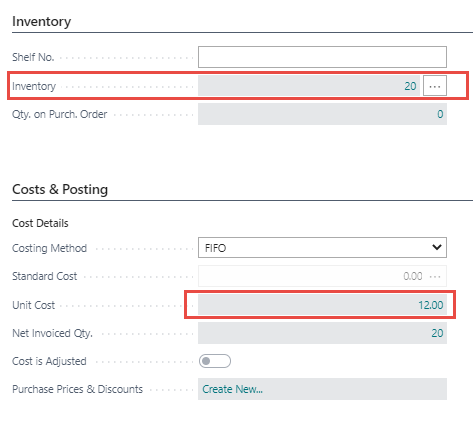 Inventory
Shelf No.
Inventory 20 ...
Qty. on Purch. Order 0
Costs & Posting
Cost Details
Costing Method FIFO
Standard Cost 0.00 ...
Unit Cost 12.00
Net Invoiced Qty. 20
Cost is Adjusted
Purchase Prices & Discounts Create New...